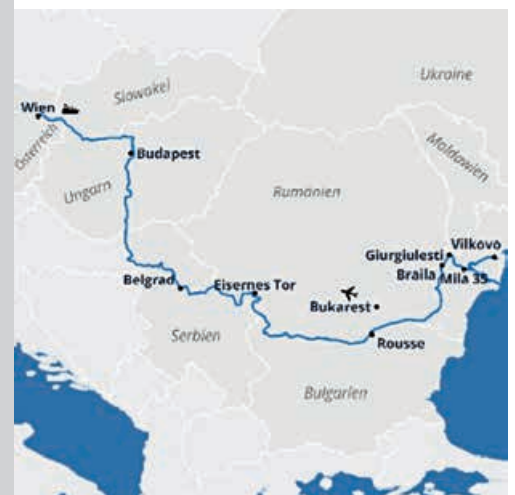 Ukraine
Slowakei
Wien
Österreich
Moldawien
Budapest
Ungarn
Rumänien
Vilkovo
Giurgiulesti
Braila
Mila 35
Belgrad
Eisernes Tor
Bukarest
Serbien
Rousse
Bulgarien